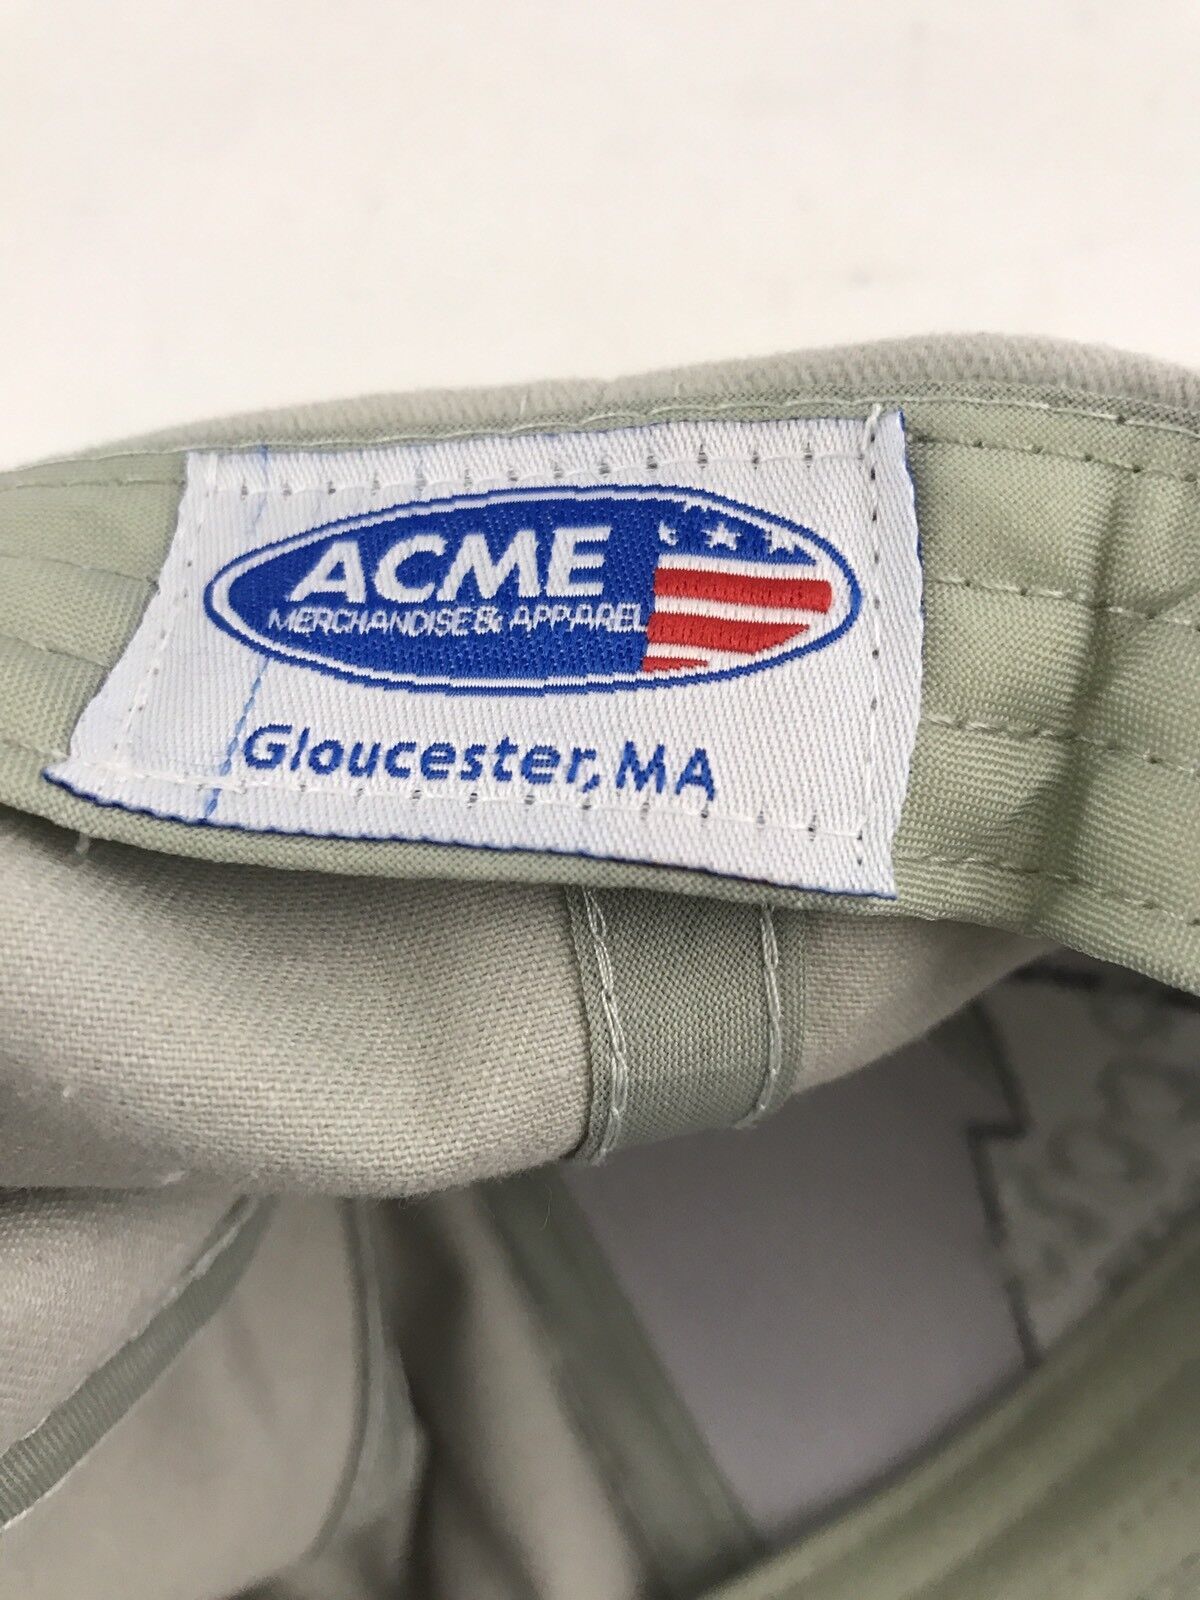 ACME
MERCHANDISE & APPAREL
Gloucester, MA